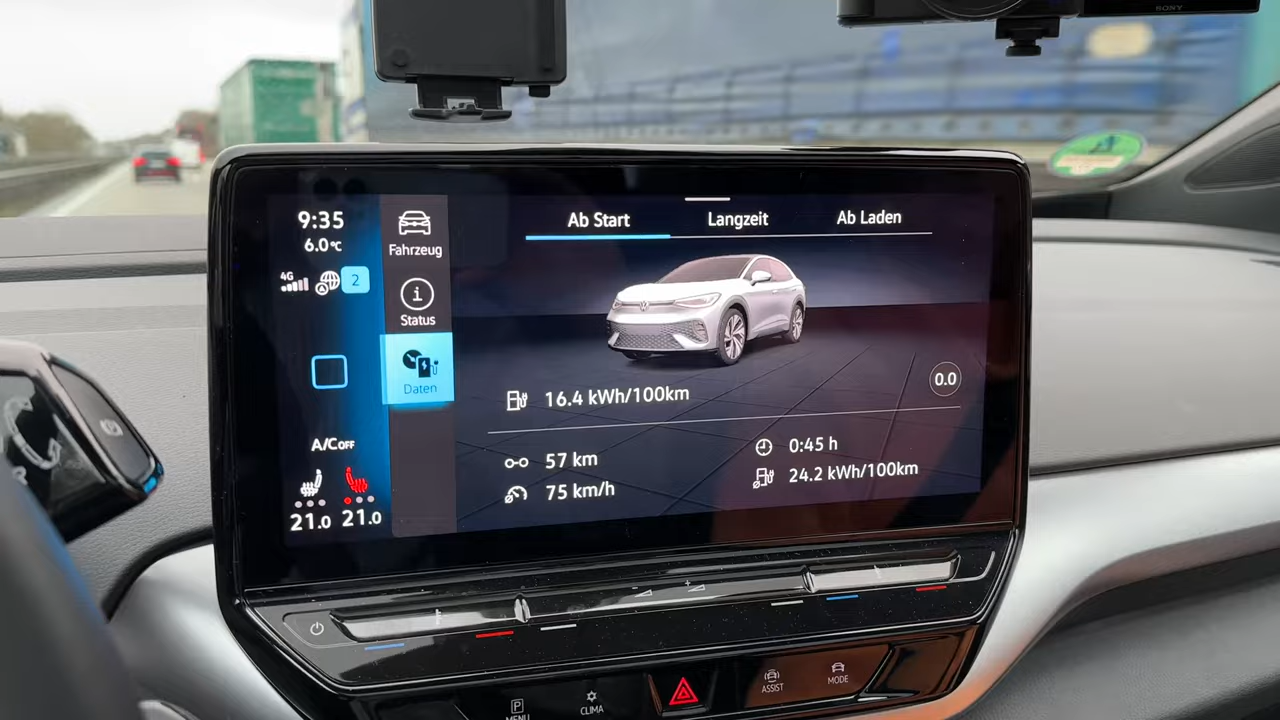 SONY
9:35
6.0°C
4G
2
A/C OFF
21.0 21.0
Fahrzeug
Status
Daten
Ab Start Langzeit Ab Laden
16.4 kWh/100km
0.0
57 km
0:45 h
75 km/h
24.2 kWh/100km
P
MENU
CLIMA
ASSIST
MODE